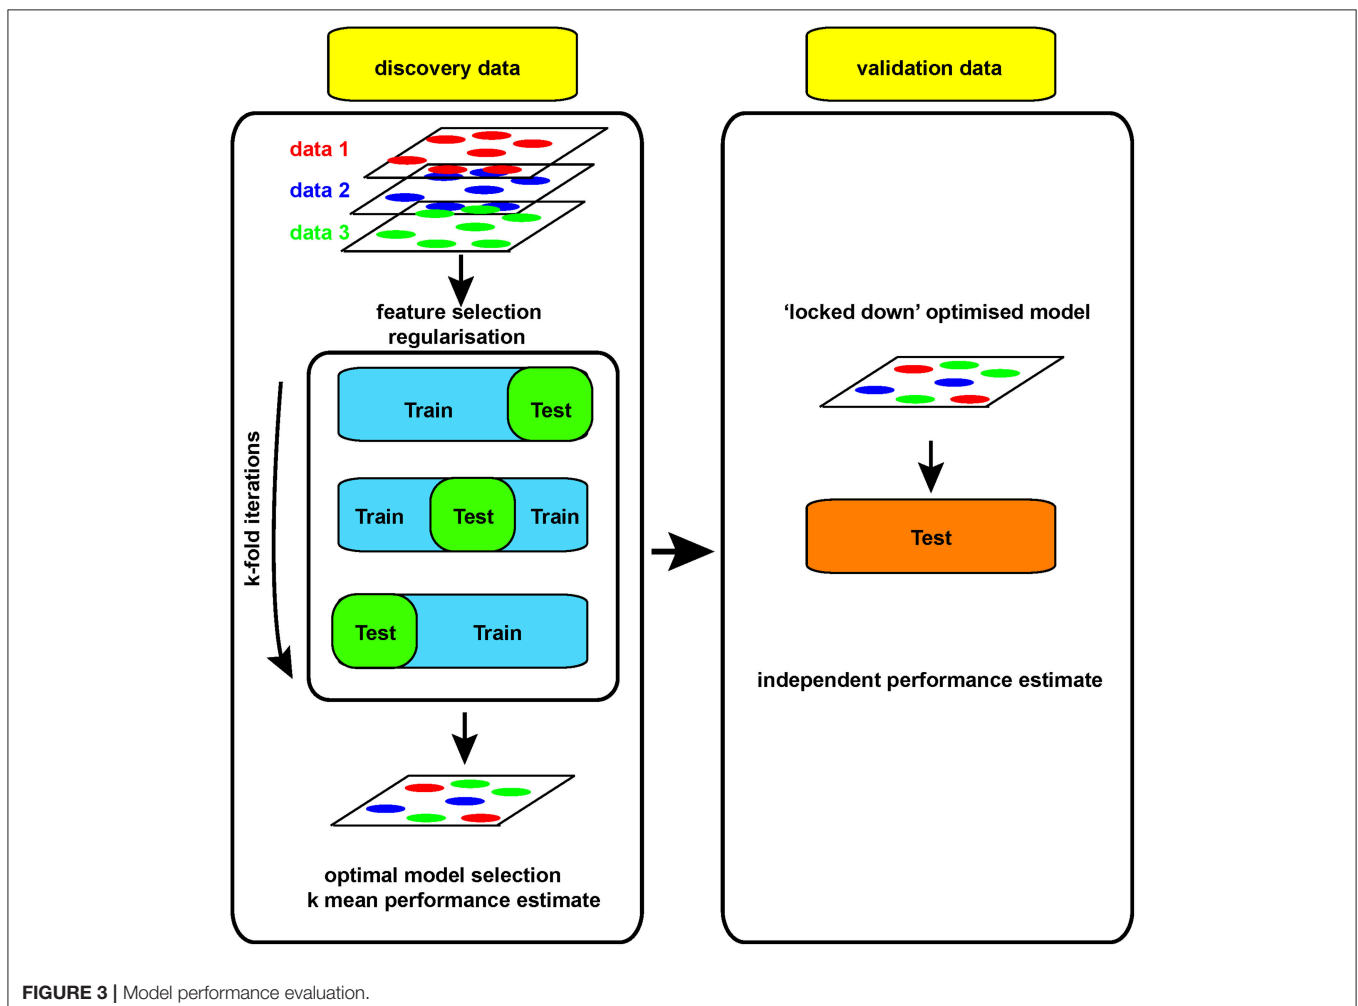 discovery data
data 1
data 2
data 3
feature selection
regularisation
k-fold iterations
Train
Test
Train
Test
Train
Test
Train
optimal model selection
k mean performance estimate
validation data
‘locked down’ optimised model
Test
independent performance estimate
FIGURE 3 | Model performance evaluation.